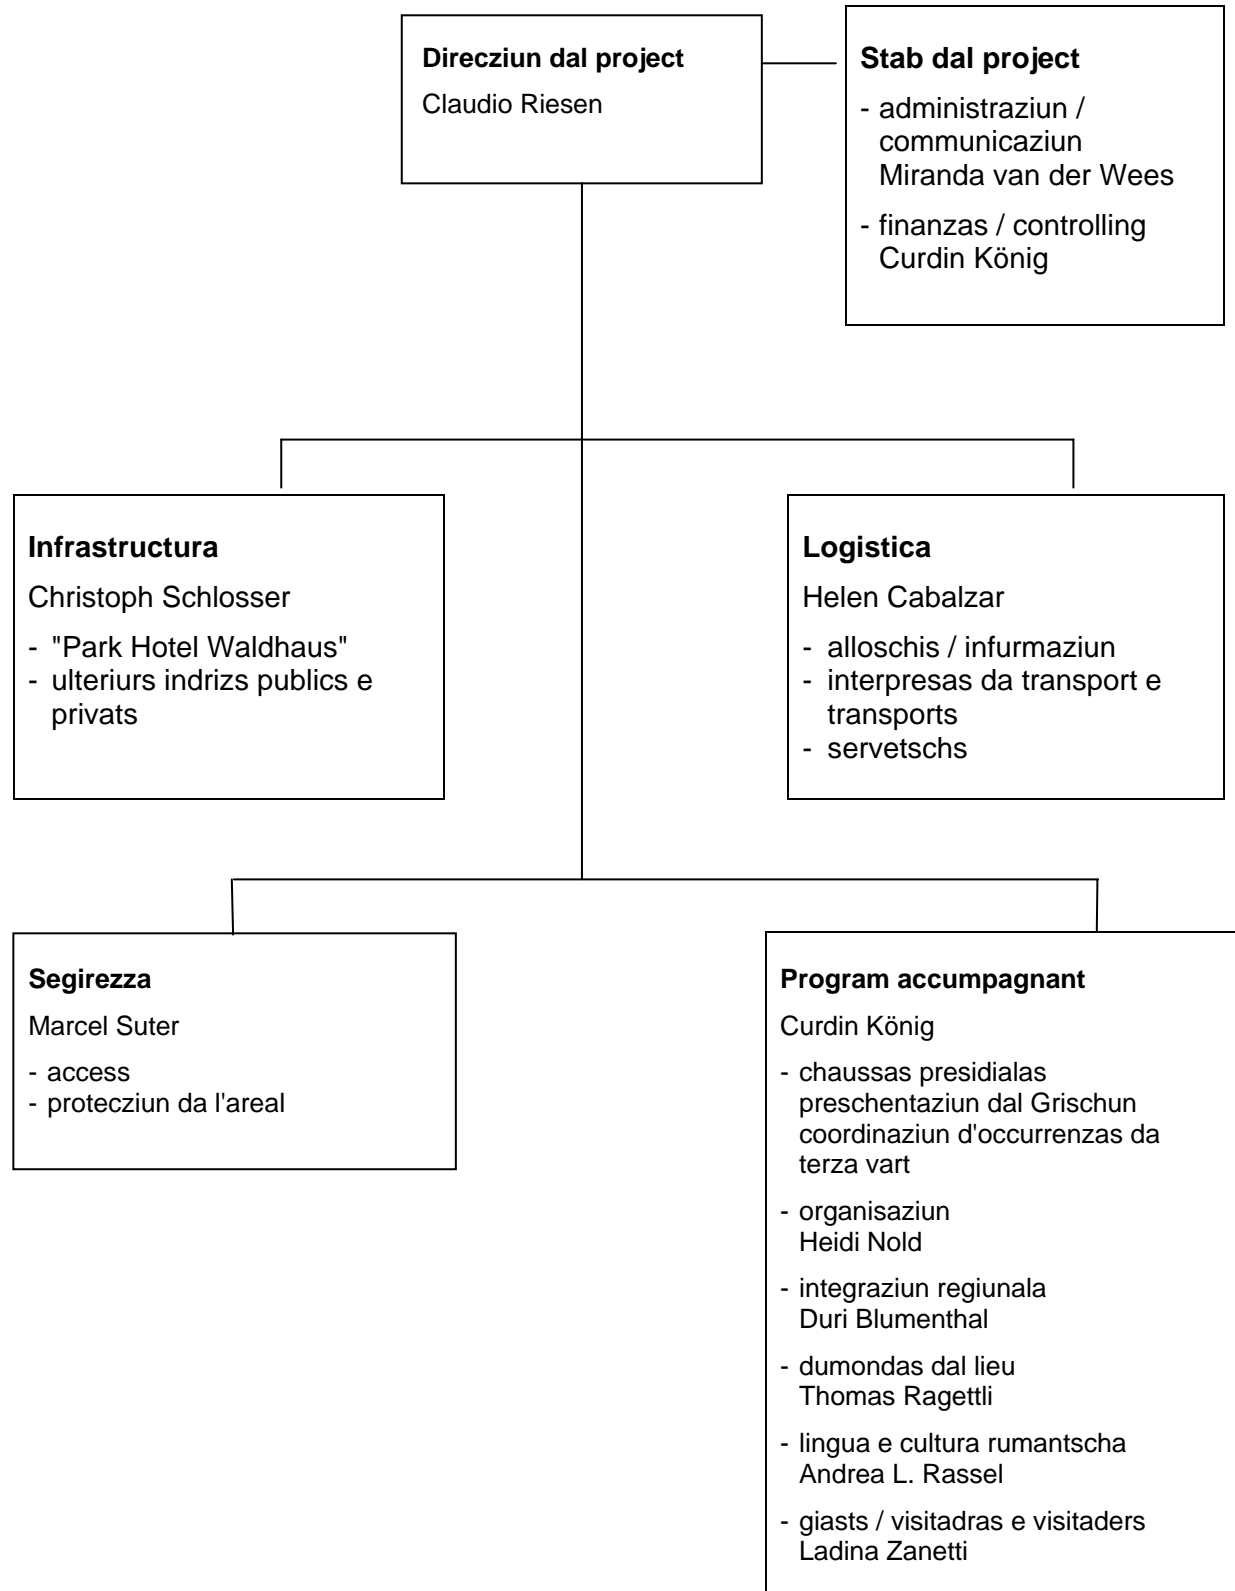 Direcziun dal project
Claudio Riesen
Stab dal project
- administraziun /
communicaziun
Miranda van der Wees
- finanzas / controlling
Curdin König
Infrastructura
Christoph Schlosser
- "Park Hotel Waldhaus"
- ulteriurs indrizs publics e
privats
Logistica
Helen Cabalzar
- alloschis / infurmaziun
- interpresas da transport e
transports
- servetschs
Segirezza
Marcel Suter
- access
- protecziun da l'areal
Program accumpagnant
Curdin König
- chaussas presidialas
preschentaziun dal Grischun
coordinaziun d'occurrenzas da
terza vart
- organisaziun
Heidi Nold
- integraziun regiunala
Duri Blumenthal
- dumondas dal lieu
Thomas Ragettli
- lingua e cultura rumantscha
Andrea L. Rassel
- giasts / visitadras e visitaders
Ladina Zanetti